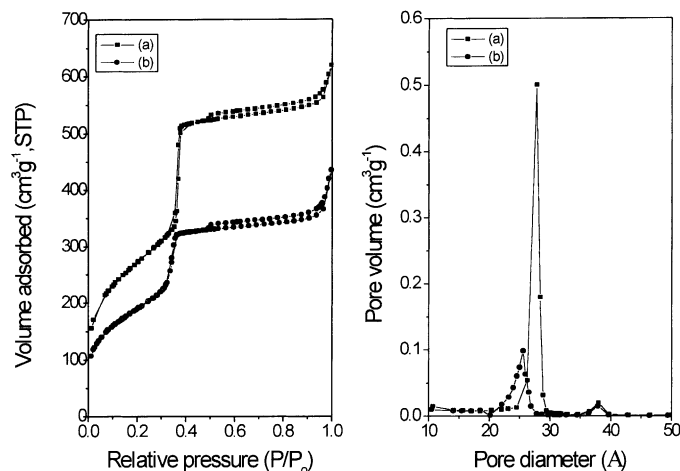 700
600
500
400
300
200
100
0
0.0 0.2 0.4 0.6 0.8 1.0
Volume adsorbed (cm³g⁻¹,STP)
Relative pressure (P/P₀)
(a)
(b)
0.6
0.5
0.4
0.3
0.2
0.1
0.0
10 20 30 40 50
Pore volume (cm³g⁻¹)
Pore diameter (A)
(a)
(b)